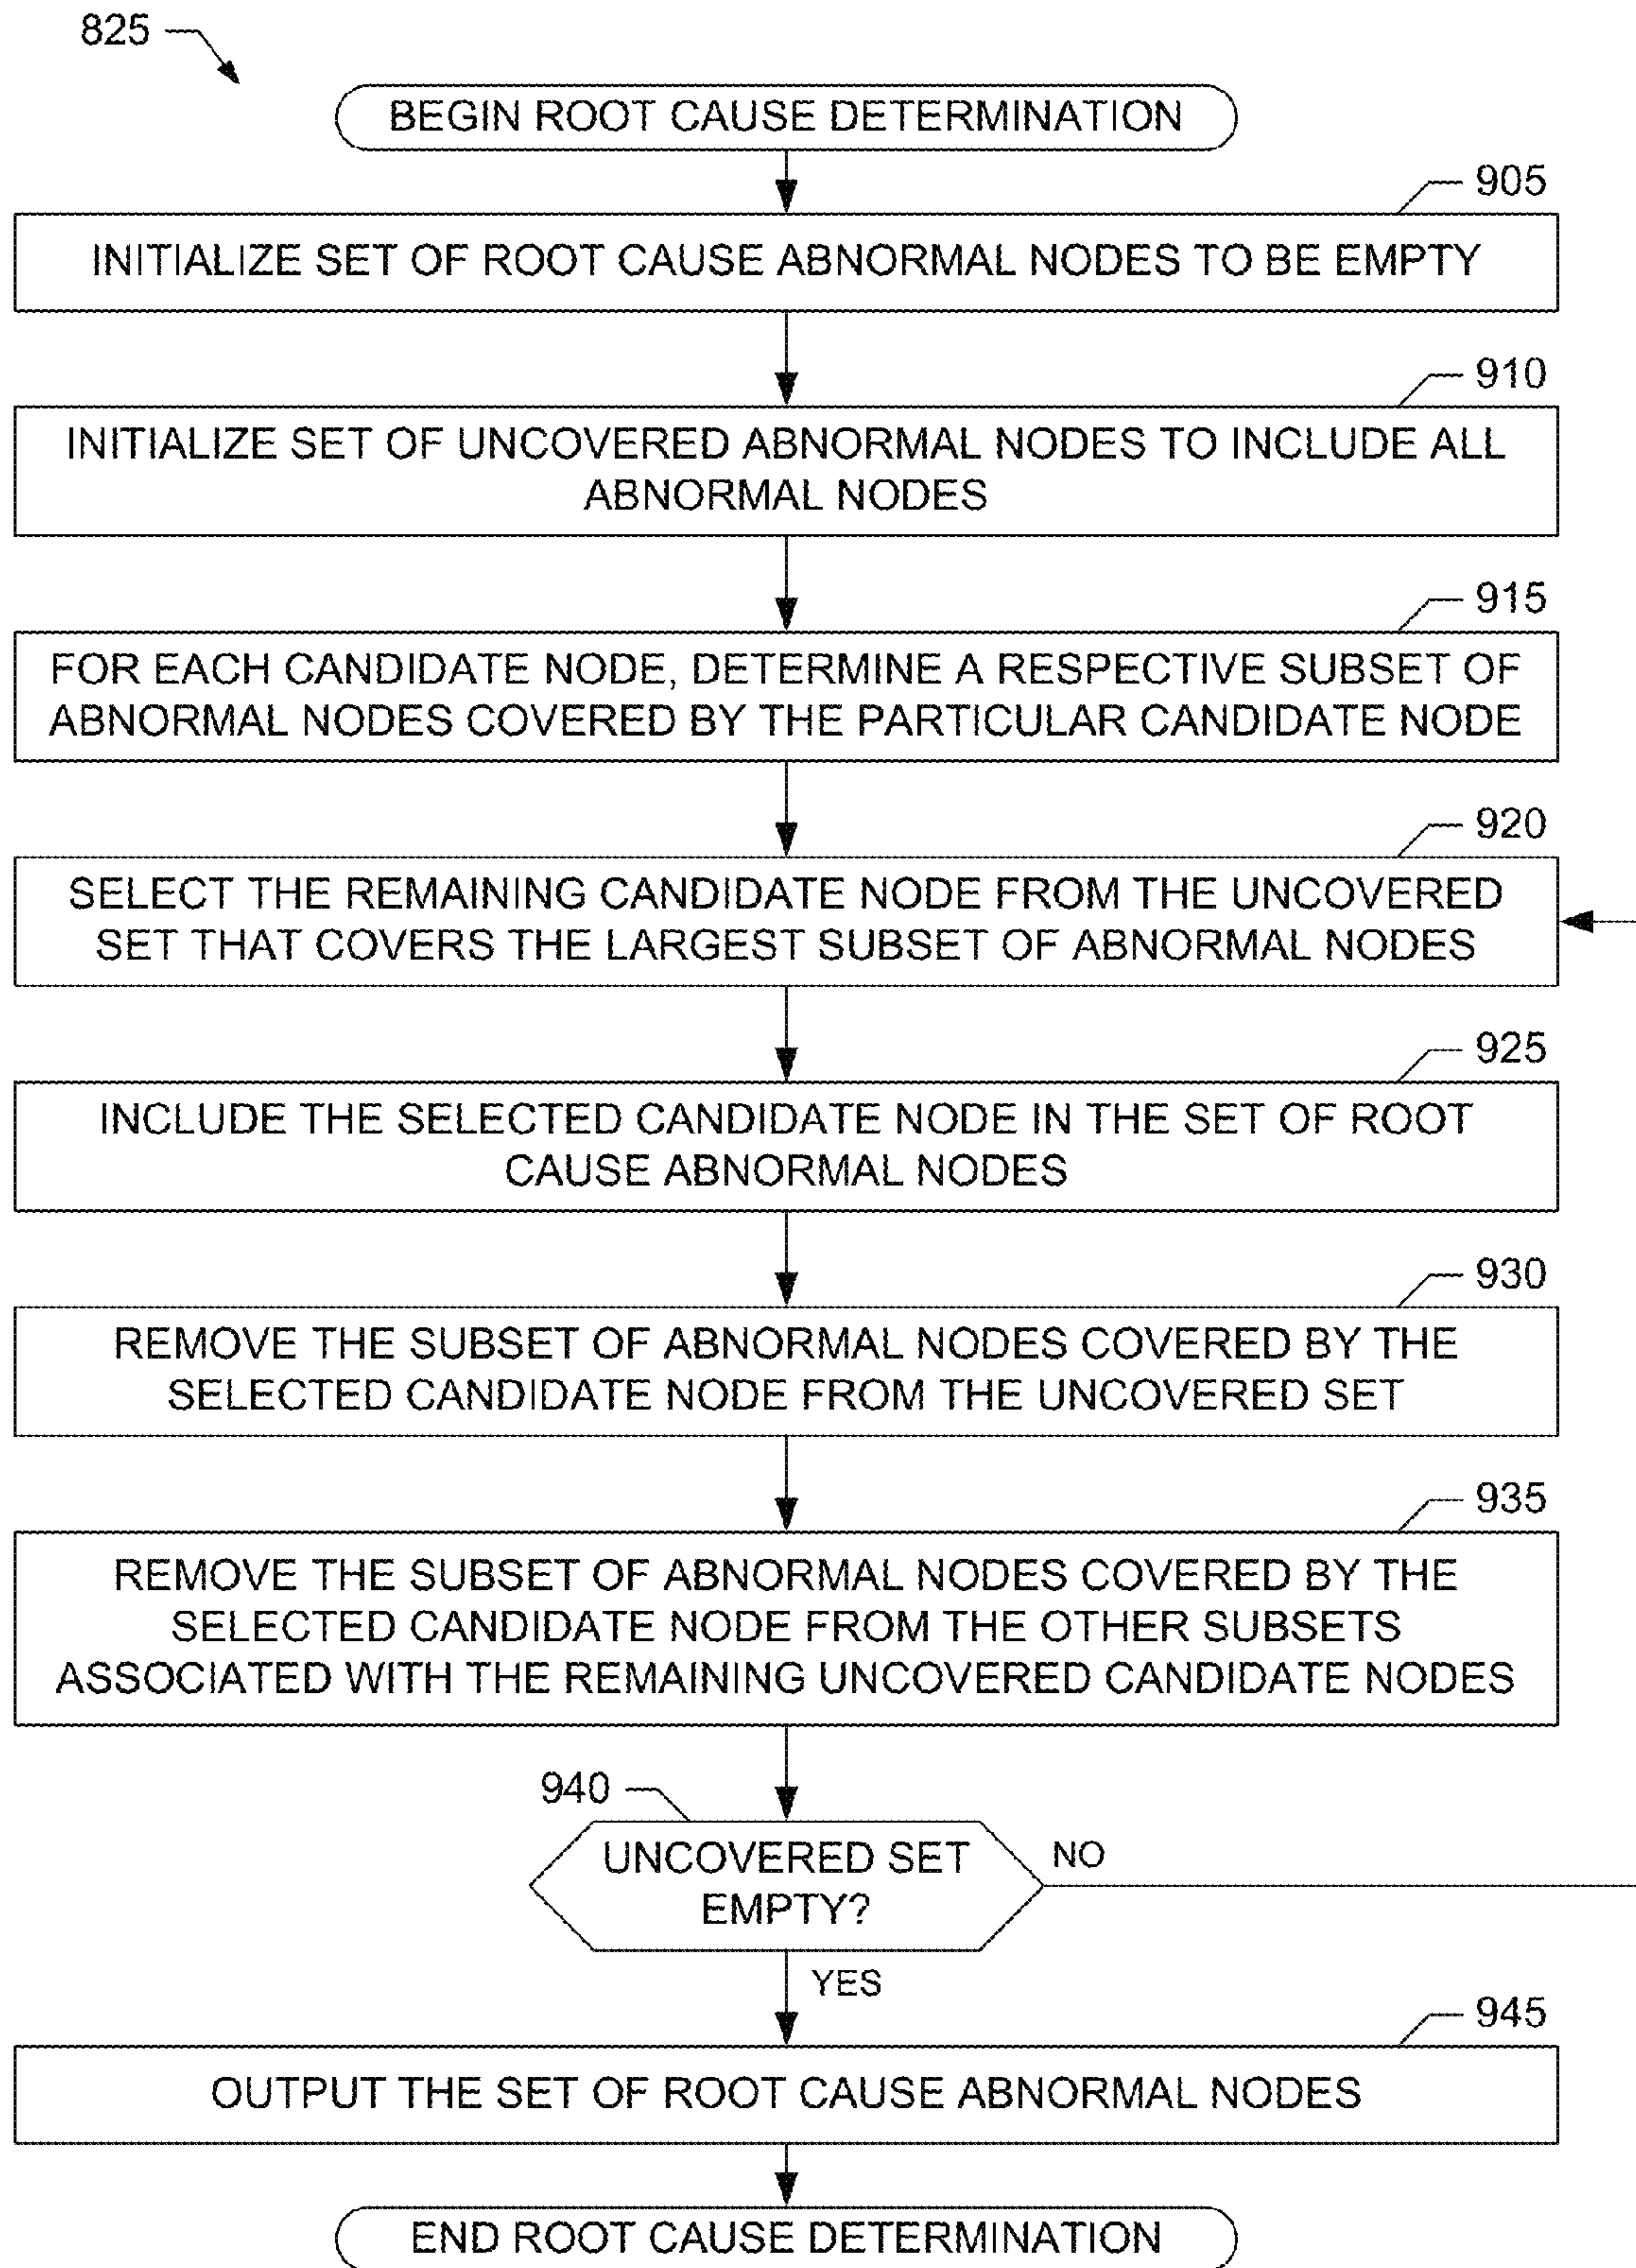 825
BEGIN ROOT CAUSE DETERMINATION
905
INITIALIZE SET OF ROOT CAUSE ABNORMAL NODES TO BE EMPTY
910
INITIALIZE SET OF UNCOVERED ABNORMAL NODES TO INCLUDE ALL
ABNORMAL NODES
915
FOR EACH CANDIDATE NODE, DETERMINE A RESPECTIVE SUBSET OF
ABNORMAL NODES COVERED BY THE PARTICULAR CANDIDATE NODE
920
SELECT THE REMAINING CANDIDATE NODE FROM THE UNCOVERED
SET THAT COVERS THE LARGEST SUBSET OF ABNORMAL NODES
925
INCLUDE THE SELECTED CANDIDATE NODE IN THE SET OF ROOT
CAUSE ABNORMAL NODES
930
REMOVE THE SUBSET OF ABNORMAL NODES COVERED BY THE
SELECTED CANDIDATE NODE FROM THE UNCOVERED SET
935
REMOVE THE SUBSET OF ABNORMAL NODES COVERED BY THE
SELECTED CANDIDATE NODE FROM THE OTHER SUBSETS
ASSOCIATED WITH THE REMAINING UNCOVERED CANDIDATE NODES
940
UNCOVERED SET
EMPTY?
NO
YES
945
OUTPUT THE SET OF ROOT CAUSE ABNORMAL NODES
END ROOT CAUSE DETERMINATION